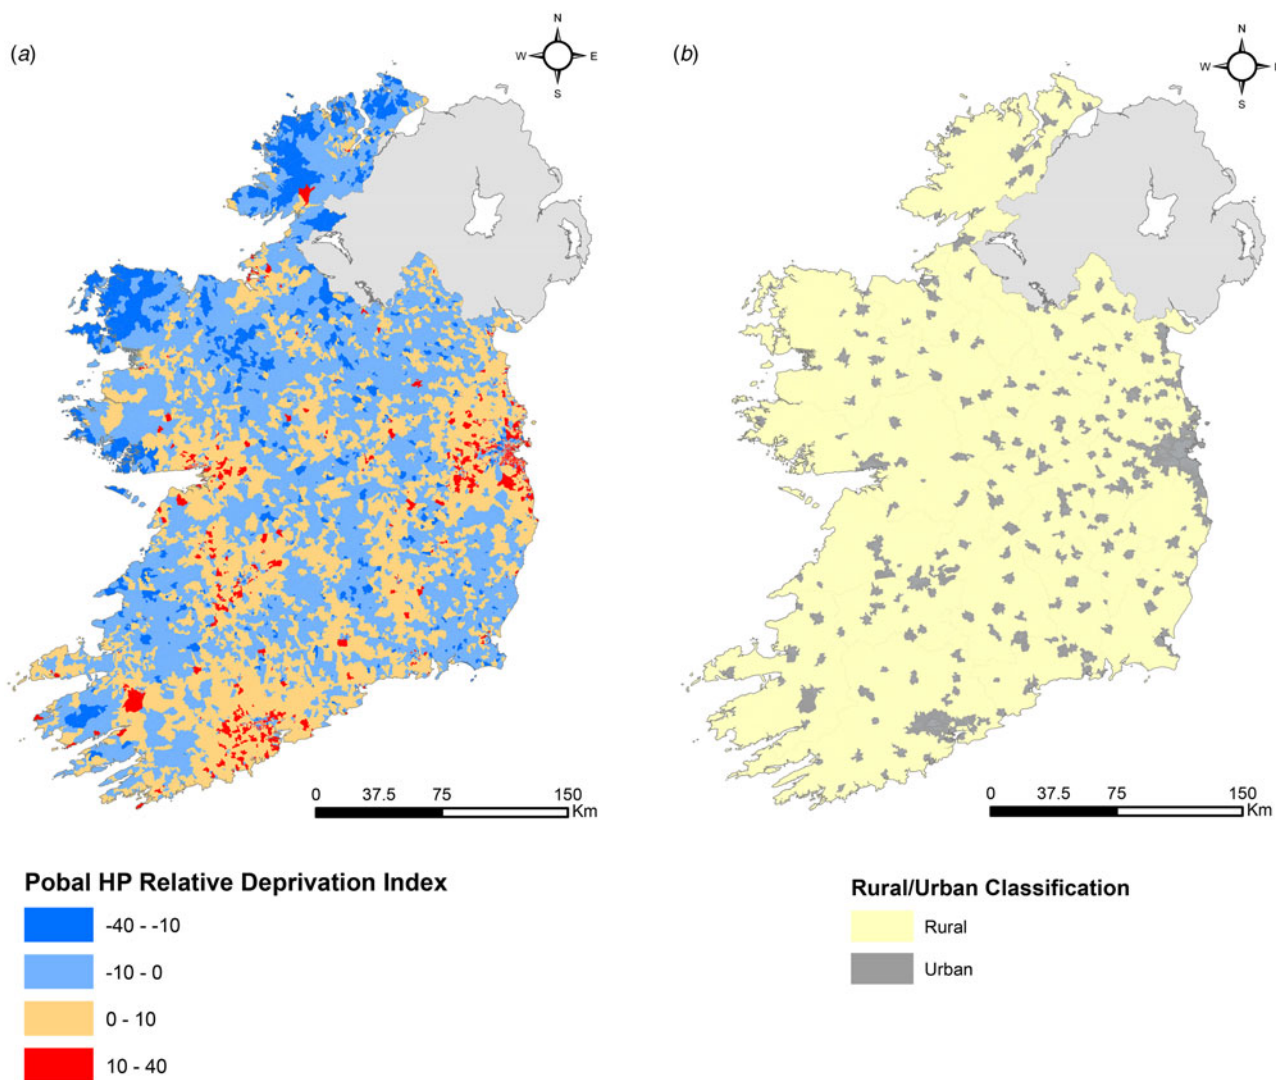 (a)
N
W
E
S
(b)
N
W
S
0 37.5 75 150
Km
0 37.5 75 150
Km
Pobal HP Relative Deprivation Index
-40 - -10
-10 - 0
0 - 10
10 - 40
Rural/Urban Classification
Rural
Urban